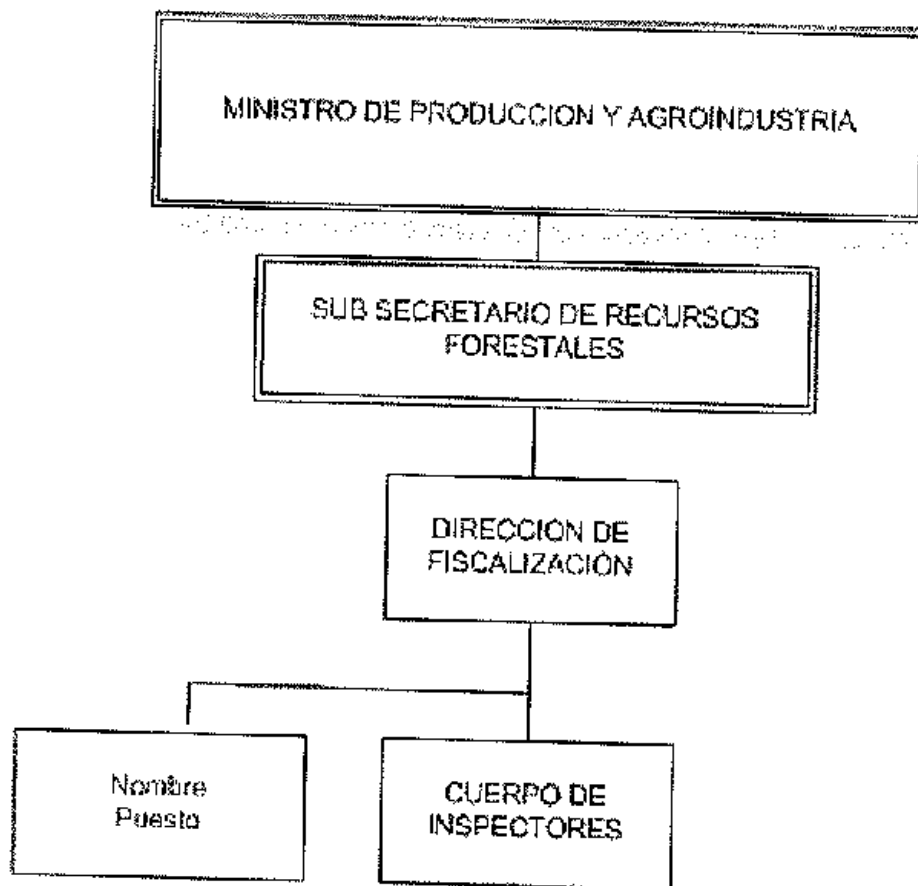 MINISTRO DE PRODUCCION Y AGROINDUSTRIA
SUB SECRETARIO DE RECURSOS
FORESTALES
DIRECCION DE
FISCALIZACIÓN
Nombre
Puesto
CUERPO DE
INSPECTORES